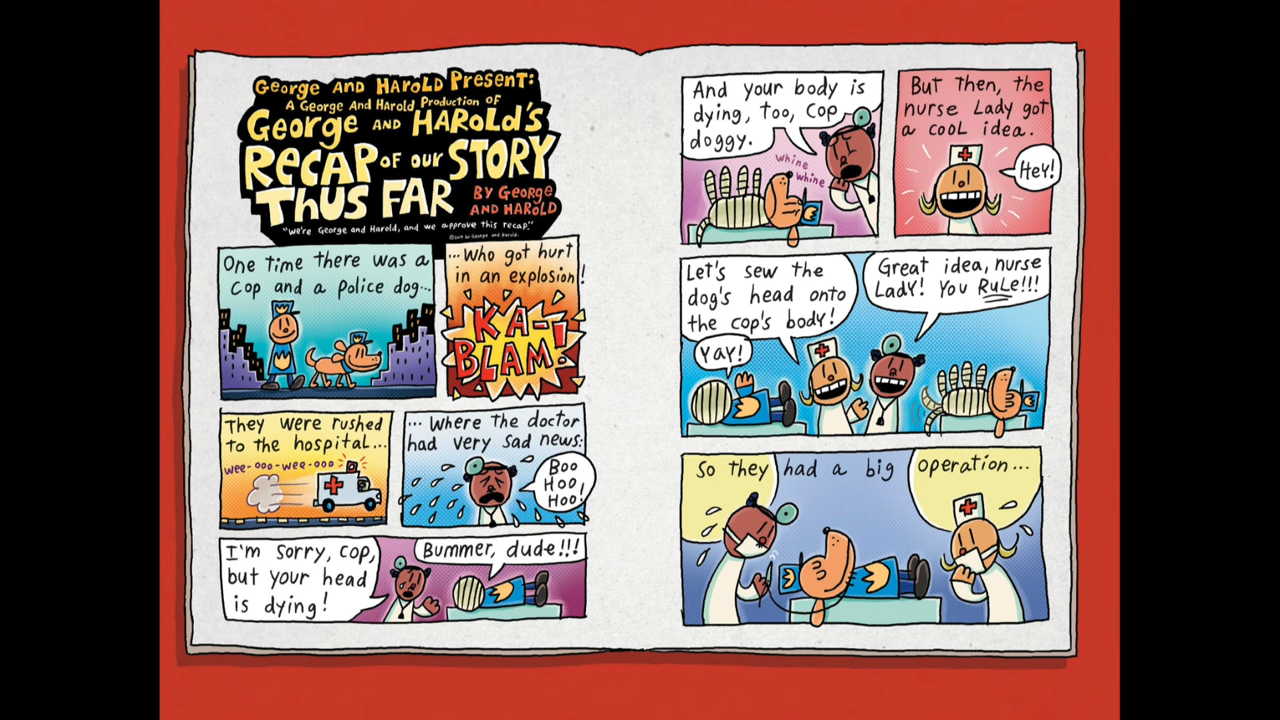 George and Harold Present:
A George and Harold Production of
George and Harold's
Recap of our Story
Thus Far
By George
and Harold
"We're George and Harold, and we approve this recap."
One time there was a
Cop and a police dog...
...Who got hurt
in an explosion!
KA-
BLAM!
They were rushed
to the hospital...
wee-ooo-wee-ooo
... Where the doctor
had very sad news:
Boo
Hoo
Hoo!
I'm sorry, Cop,
but your head
is dying!
Bummer, dude!!!
And your body is
dying, too, Cop
doggy.
whine
whine
But then, the
nurse Lady got
a cool idea.
Hey!
Let's sew the
dog's head onto
the cop's body!
Great idea, nurse
Lady! You RuLe!!!
Yay!
So they had a big operation...